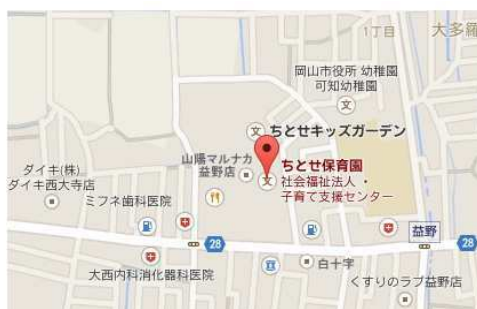 1丁目
大多羅
岡山市役所 幼稚園
可知幼稚園
ちとせキッズガーデン
山陽マルナカ
益野店
ちとせ保育園
社会福祉法人・
子育て支援センター
ダイキ(株)
ダイキ西大寺店
ミフネ歯科医院
益野
28
28
大西内科消化器科医院
白十字
くすりのラブ益野店